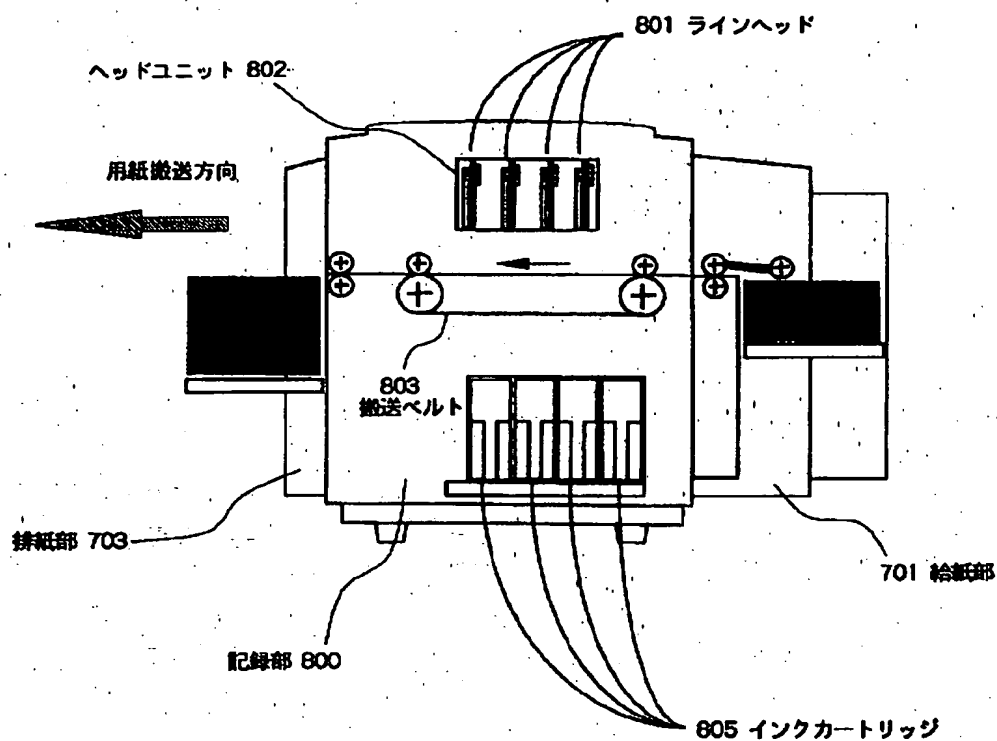 801 ラインヘッド
ヘッドユニット 802
用紙搬送方向
803
搬送ベルト
排紙部 703
701 給紙部
記録部 800
805 インクカートリッジ